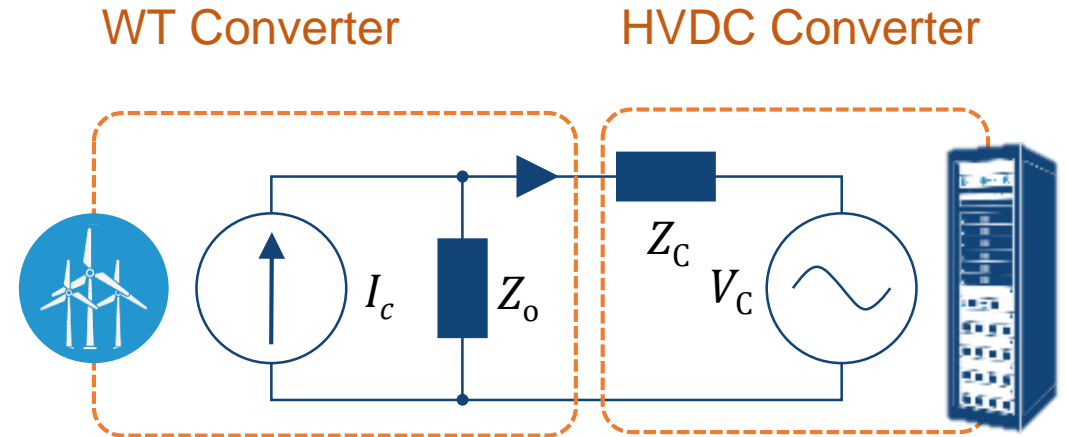 WT Converter
HVDC Converter
I_c
Z_o
Z_C
V_C